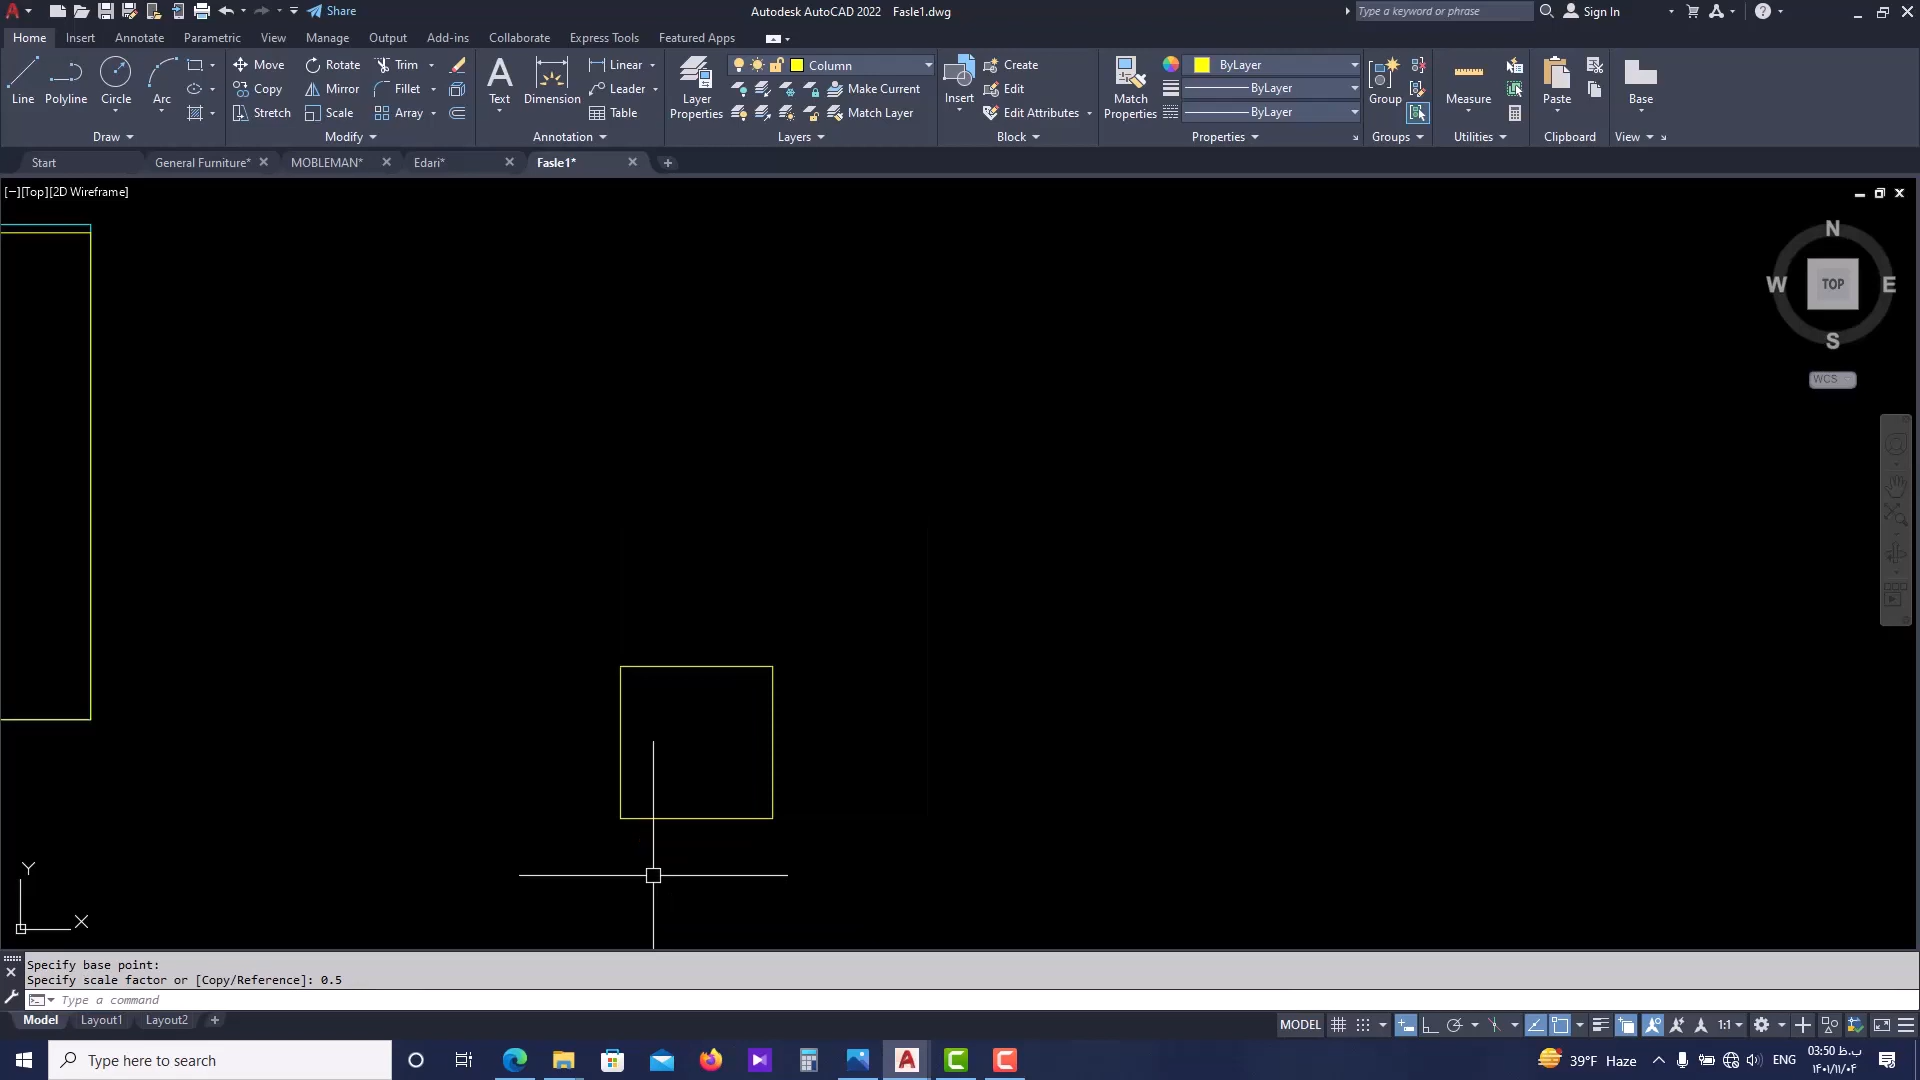 Share
Autodesk AutoCAD 2022 Fasle1.dwg
Type a keyword or phrase
Sign In
Home Insert Annotate Parametric View Manage Output Add-ins Collaborate Express Tools Featured Apps
Line
Polyline
Circle
Arc
Move
Rotate
Trim
Copy
Mirror
Fillet
Stretch
Scale
Array
Text
Dimension
Linear
Leader
Table
Layer
Properties
Column
Make Current
Match Layer
Insert
Create
Edit
Edit Attributes
Match
Properties
ByLayer
ByLayer
ByLayer
Group
Measure
Paste
Base
Draw Modify Annotation Layers Block Properties Groups Utilities Clipboard View
Start General Furniture* MOBLEMAN* Edari* Fasle1*
[−][Top][2D Wireframe]
N
W TOP E
S
WCS
Y
X
Specify base point:
Specify scale factor or [Copy/Reference]: 0.5
Type a command
Model Layout1 Layout2
MODEL 1:1
Type here to search
39°F Haze ENG
03:50 ب.ظ
۱۴۰۱/۱۱/۰۴